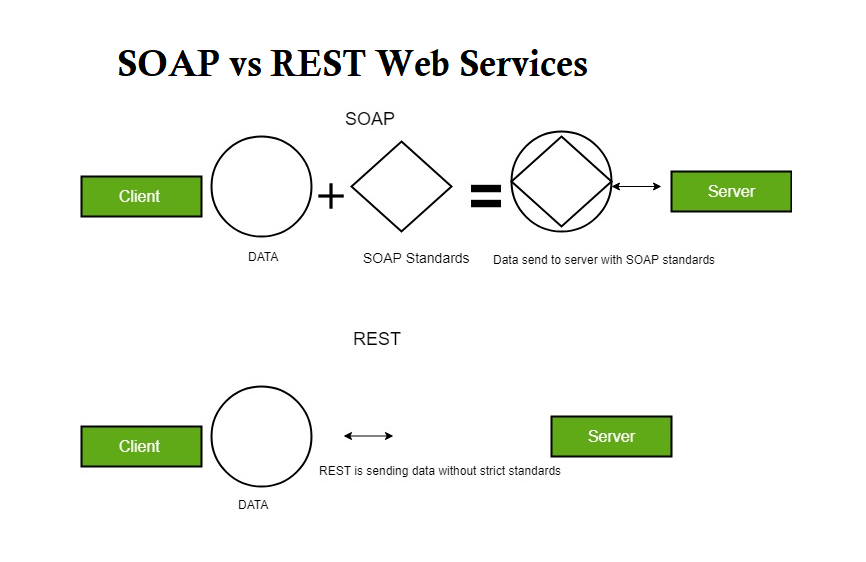 SOAP vs REST Web Services
SOAP
Client
+
=
Server
DATA
SOAP Standards
Data send to server with SOAP standards
REST
Client
Server
REST is sending data without strict standards
DATA